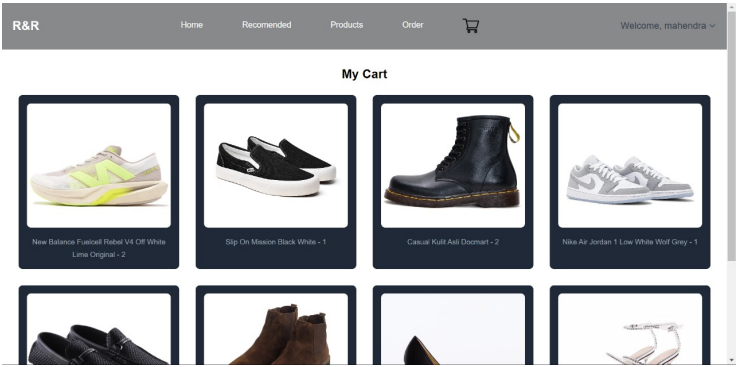 R&R
Home
Recomended
Products
Order
Welcome, mahendra
My Cart
New Balance Fuelcell Rebel V4 Off White
Lime Original - 2
Slip On Mission Black White - 1
Casual Kulit Asli Docmart - 2
Nike Air Jordan 1 Low White Wolf Grey - 1